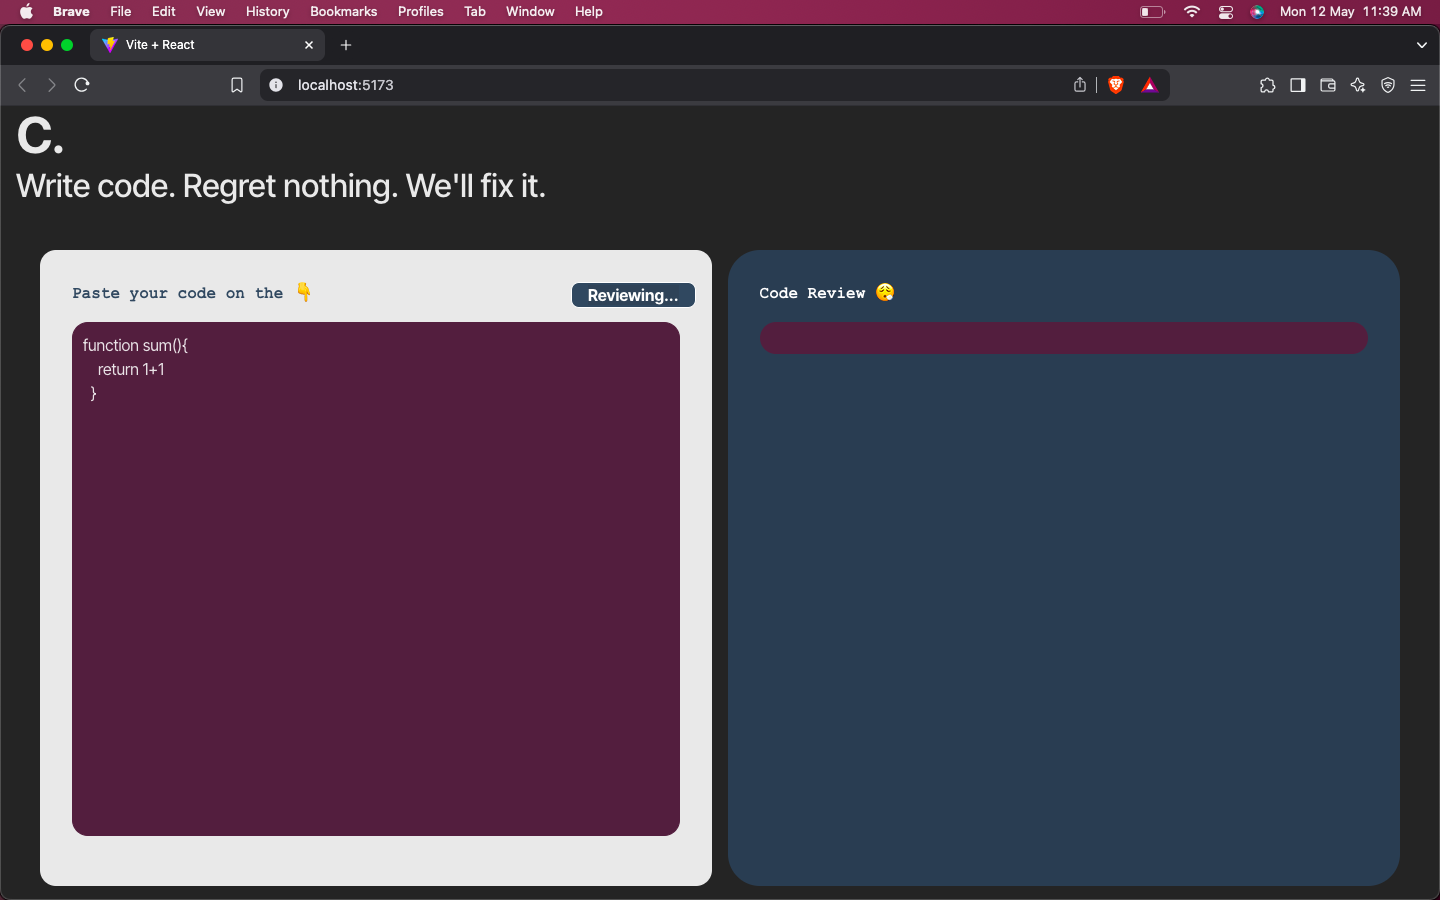 Brave File Edit View History Bookmarks Profiles Tab Window Help Mon 12 May 11:39 AM
Vite + React
localhost:5173
C.
Write code. Regret nothing. We'll fix it.
Paste your code on the 👇 Reviewing...
function sum(){
return 1+1
}
Code Review 😮‍💨